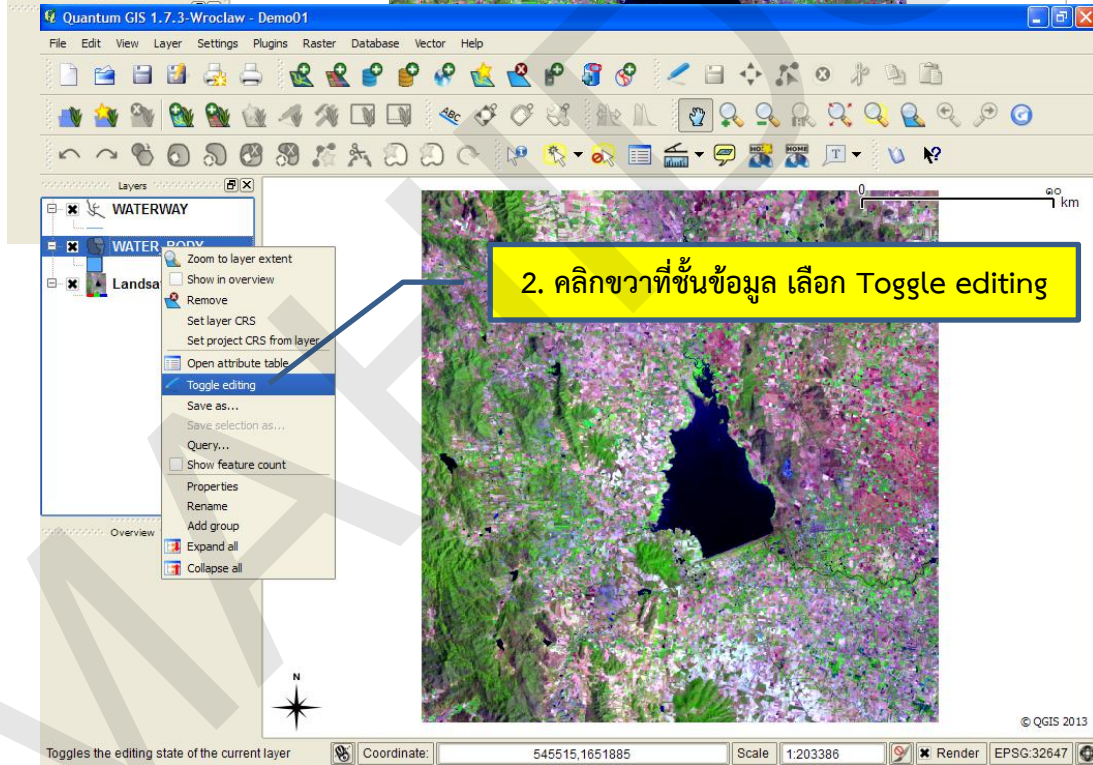 Quantum GIS 1.7.3-Wroclaw - Demo01
File Edit View Layer Settings Plugins Raster Database Vector Help
Layers
WATERWAY
WATER_BODY
Landsa
Zoom to layer extent
Show in overview
Remove
Set layer CRS
Set project CRS from layer
Open attribute table
Toggle editing
Save as...
Save selection as...
Query...
Show feature count
Properties
Rename
Add group
Expand all
Collapse all
Overview
0 ๑๐
km
2. คลิกขวาที่ชั้นข้อมูล เลือก Toggle editing
N
© QGIS 2013
Toggles the editing state of the current layer Coordinate: 545515,1651885 Scale 1:203386 Render EPSG:32647